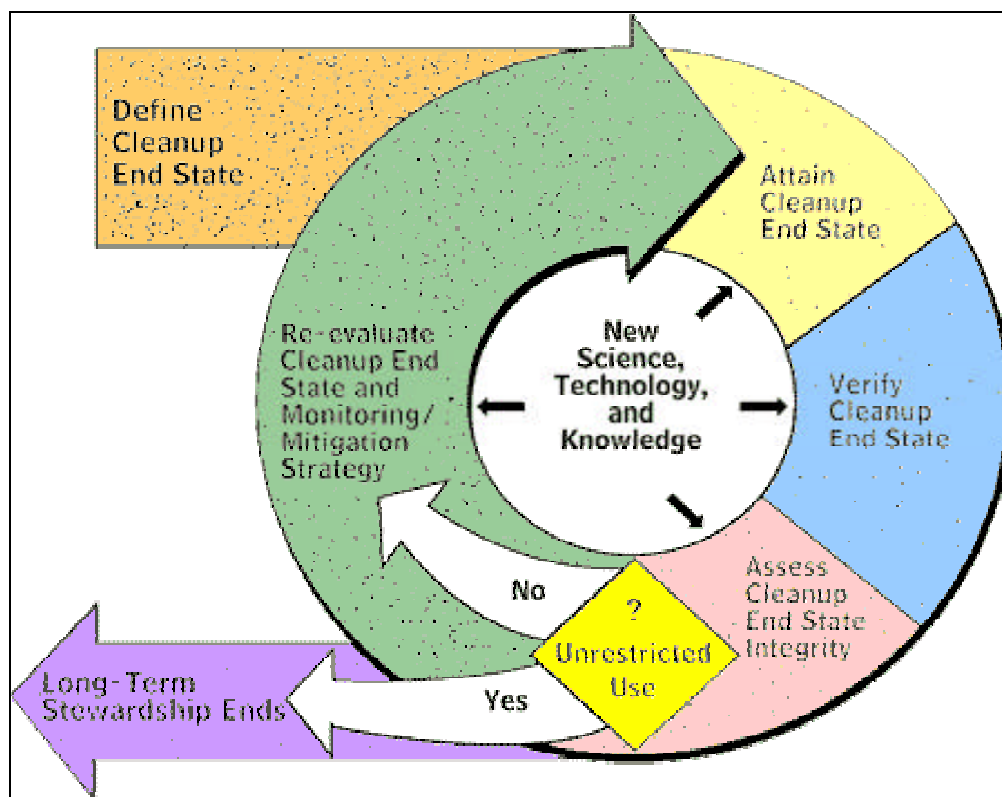 Define
Cleanup
End State
Attain
Cleanup
End State
Re-evaluate
Cleanup End
State and
Monitoring/
Mitigation
Strategy
New
Science,
Technology,
and
Knowledge
Verify
Cleanup
End State
Assess
Cleanup
End State
Integrity
?
Unrestricted
Use
No
Yes
Long-Term
Stewardship Ends